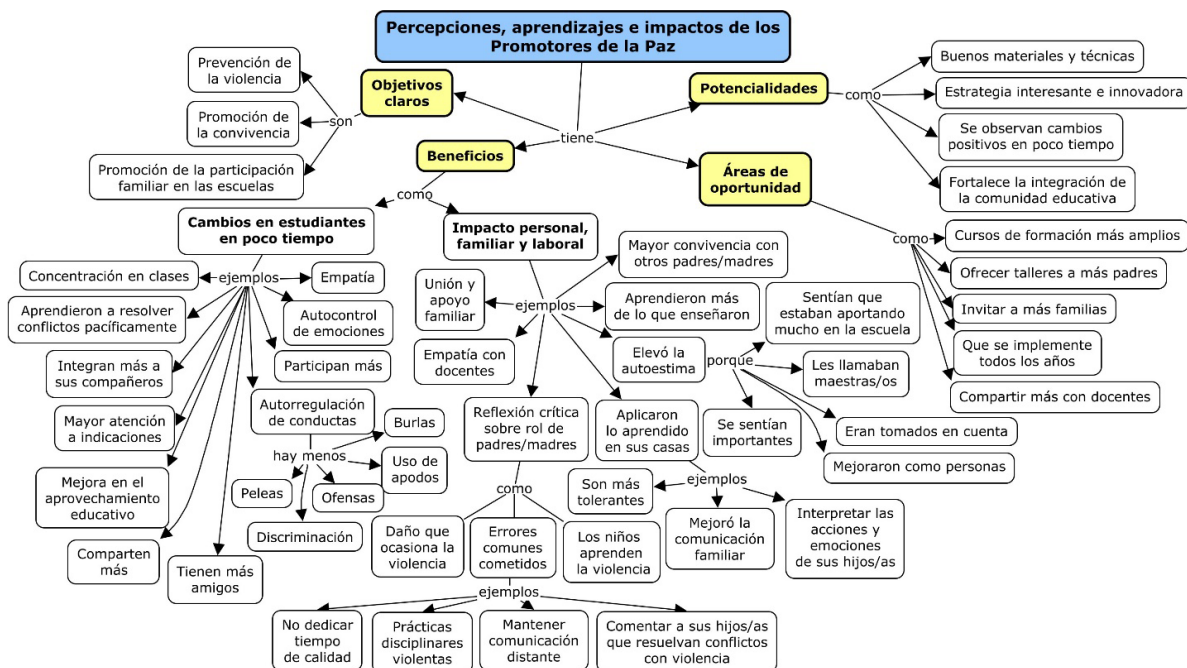 Percepciones, aprendizajes e impactos de los
Promotores de la Paz
tiene
Objetivos
claros
son
Prevención de
la violencia
Promoción de
la convivencia
Promoción de la participación
familiar en las escuelas
Potencialidades
como
Buenos materiales y técnicas
Estrategia interesante e innovadora
Se observan cambios
positivos en poco tiempo
Fortalece la integración de
la comunidad educativa
Beneficios
como
Cambios en estudiantes
en poco tiempo
ejemplos
Concentración en clases
Empatía
Aprendieron a resolver
conflictos pacíficamente
Autocontrol
de emociones
Integran más a
sus compañeros
Participan más
Mayor atención
a indicaciones
Autorregulación
de conductas
hay menos
Burlas
Uso de
apodos
Peleas
Ofensas
Discriminación
Mejora en el
aprovechamiento
educativo
Comparten
más
Tienen más
amigos
Impacto personal,
familiar y laboral
ejemplos
Mayor convivencia con
otros padres/madres
Unión y
apoyo
familiar
Aprendieron más
de lo que enseñaron
Empatía con
docentes
Elevó la
autoestima
porque
Sentían que
estaban aportando
mucho en la escuela
Les llamaban
maestras/os
Se sentían
importantes
Eran tomados en cuenta
Mejoraron como personas
Reflexión crítica
sobre rol de
padres/madres
como
Daño que
ocasiona la
violencia
Errores
comunes
cometidos
Los niños
aprenden
la violencia
ejemplos
No dedicar
tiempo
de calidad
Prácticas
disciplinares
violentas
Mantener
comunicación
distante
Comentar a sus hijos/as
que resuelvan conflictos
con violencia
Aplicaron
lo aprendido
en sus casas
ejemplos
Son más
tolerantes
Mejoró la
comunicación
familiar
Interpretar las
acciones y
emociones
de sus hijos/as
Áreas de
oportunidad
como
Cursos de formación más amplios
Ofrecer talleres a más padres
Invitar a más familias
Que se implemente
todos los años
Compartir más con docentes